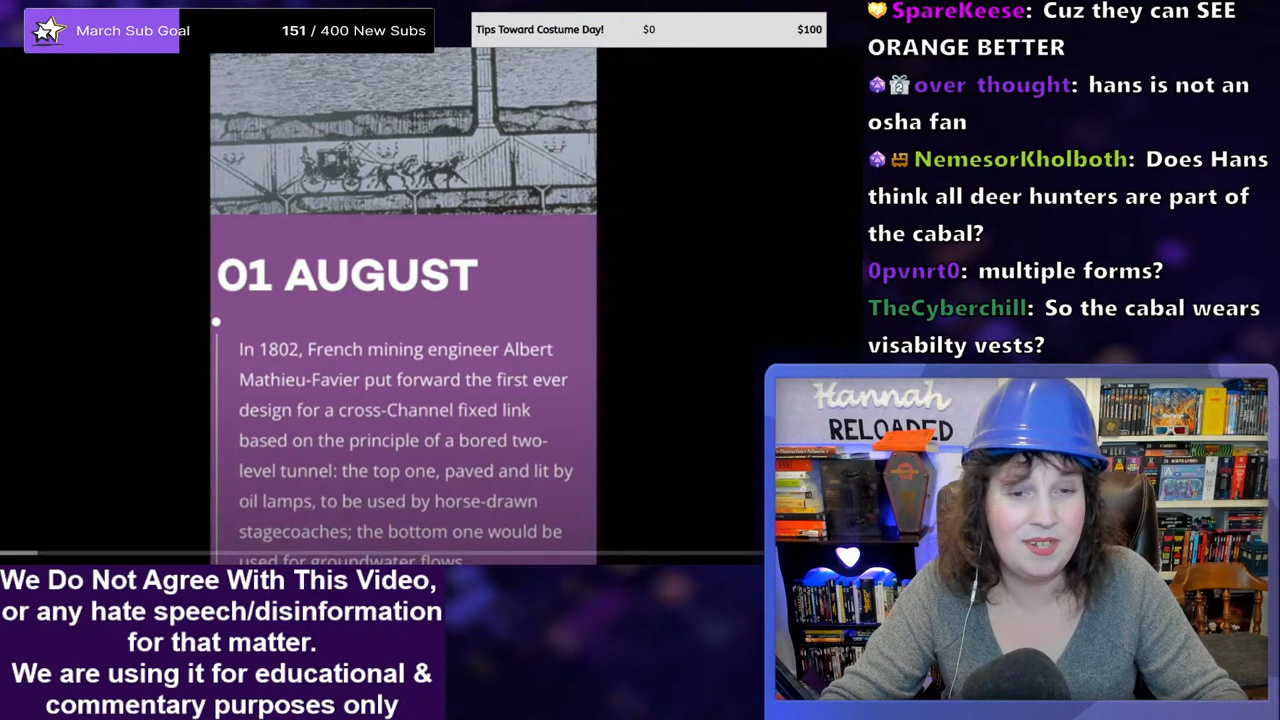 March Sub Goal
151 / 400 New Subs
Tips Toward Costume Day!
$0
$100
01 AUGUST
In 1802, French mining engineer Albert
Mathieu-Favier put forward the first ever
design for a cross-Channel fixed link
based on the principle of a bored two-
level tunnel: the top one, paved and lit by
oil lamps, to be used by horse-drawn
stagecoaches; the bottom one would be
used for groundwater flows
We Do Not Agree With This Video,
or any hate speech/disinformation
for that matter.
We are using it for educational &
commentary purposes only
SpareKeese: Cuz they can SEE
ORANGE BETTER
over thought: hans is not an
osha fan
NemesorKholboth: Does Hans
think all deer hunters are part of
the cabal?
0pvnrt0: multiple forms?
TheCyberchill: So the cabal wears
visabilty vests?
Hannah
RELOADED